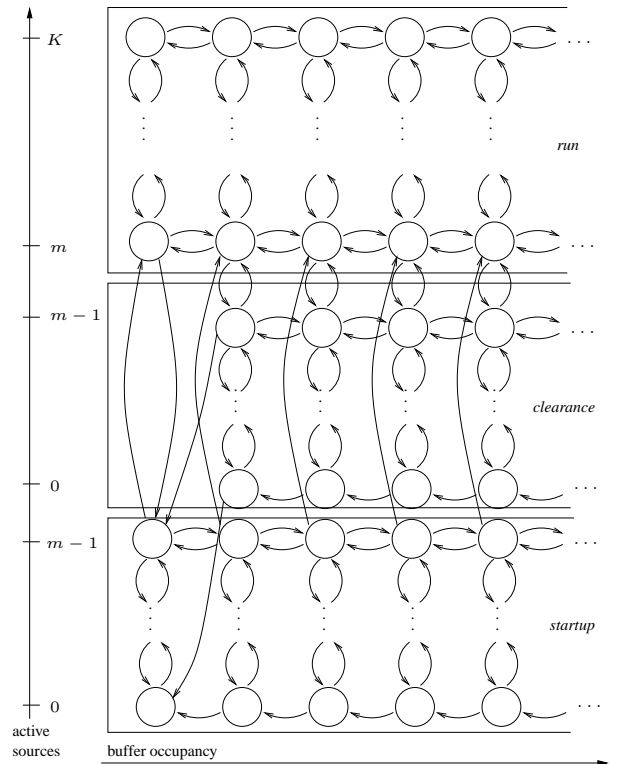 K
· · ·
run
m
· · ·
m − 1
· · ·
clearance
0
· · ·
m − 1
· · ·
startup
0
· · ·
active
sources
buffer occupancy